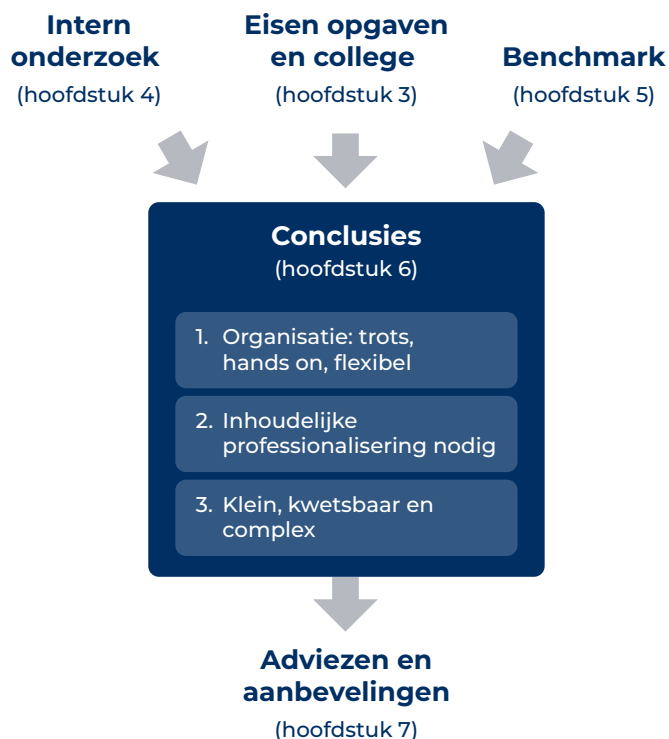 Intern
onderzoek
(hoofdstuk 4)
Eisen opgaven
en college
(hoofdstuk 3)
Benchmark
(hoofdstuk 5)
Conclusies
(hoofdstuk 6)
1. Organisatie: trots,
hands on, flexibel
2. Inhoudelijke
professionalisering nodig
3. Klein, kwetsbaar en
complex
Adviezen en
aanbevelingen
(hoofdstuk 7)